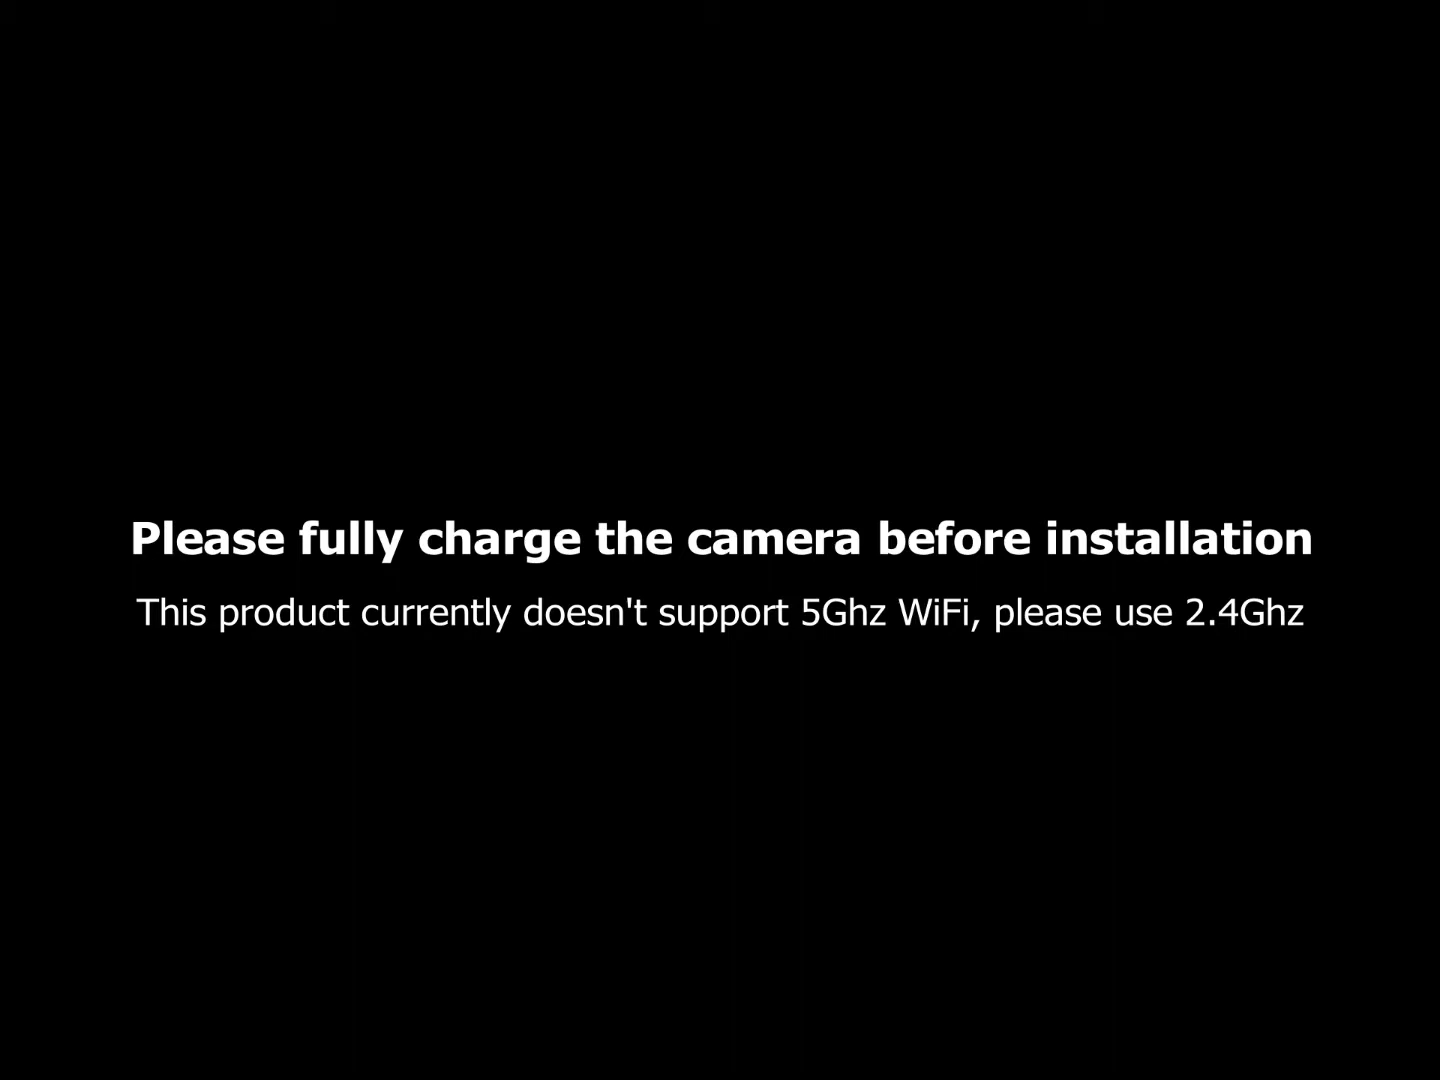 Please fully charge the camera before installation
This product currently doesn't support 5Ghz WiFi, please use 2.4Ghz